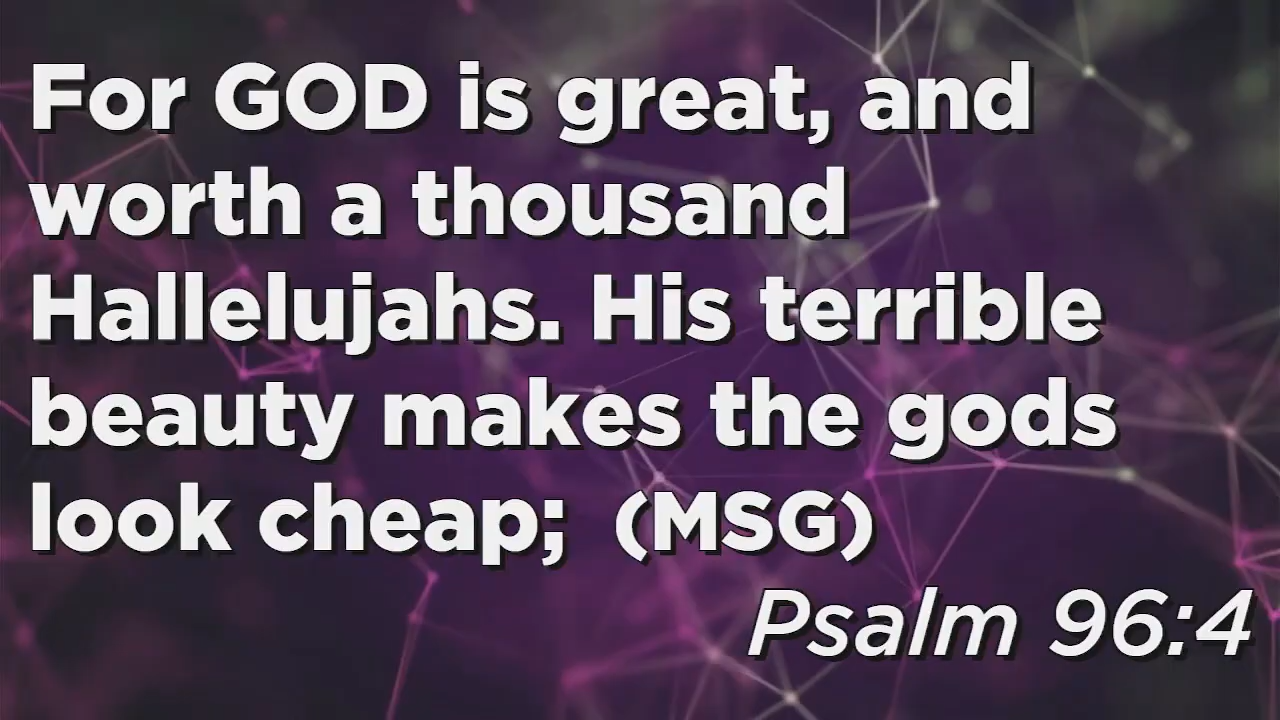 For GOD is great, and
worth a thousand
Hallelujahs. His terrible
beauty makes the gods
look cheap; (MSG)
Psalm 96:4